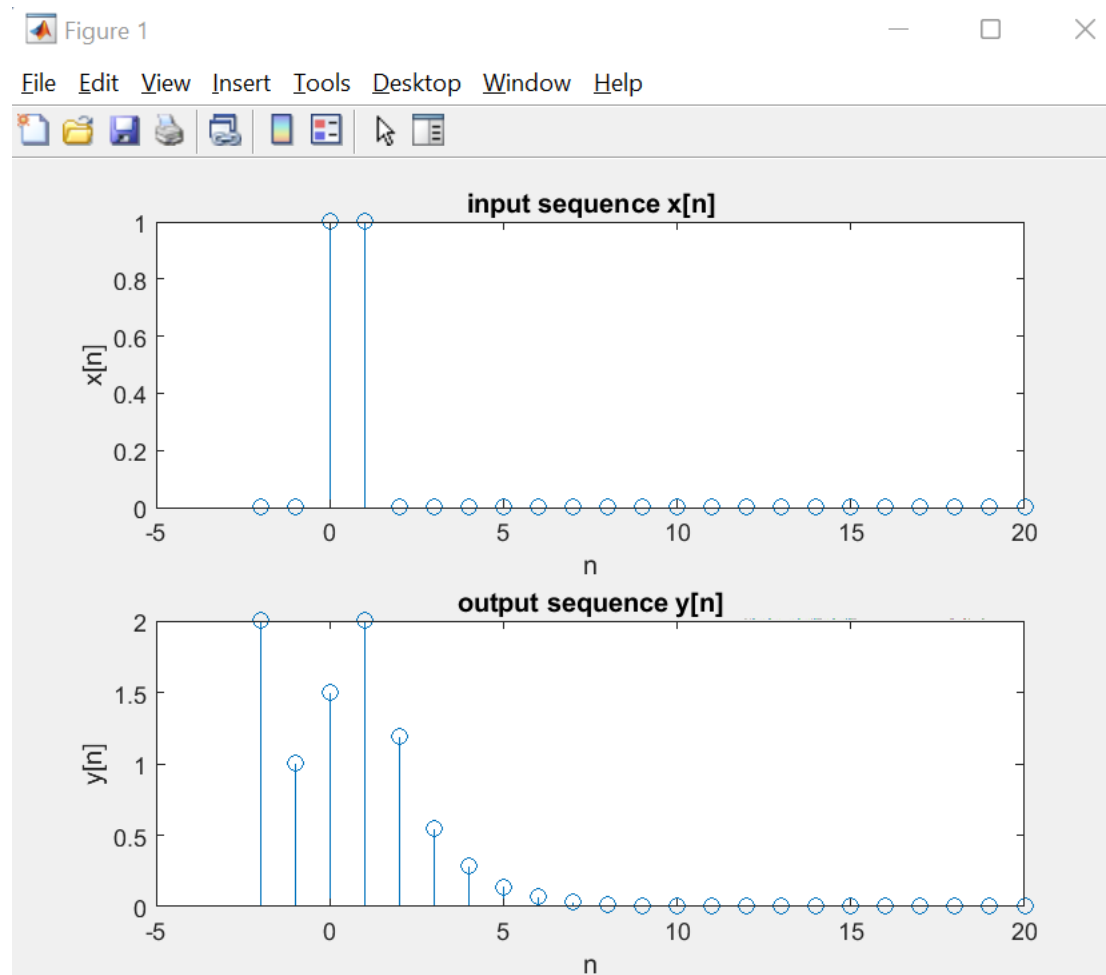 Figure 1
File Edit View Insert Tools Desktop Window Help
input sequence x[n]
1
0.8
0.6
0.4
0.2
0
x[n]
-5 0 5 10 15 20
n
output sequence y[n]
2
1.5
1
0.5
0
y[n]
-5 0 5 10 15 20
n